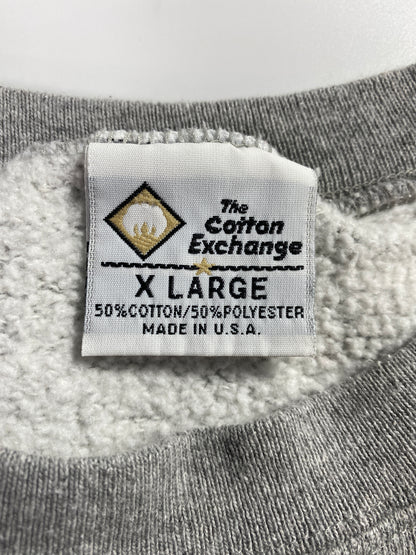 The
Cotton
Exchange
X LARGE
50%COTTON/50%POLYESTER
MADE IN U.S.A.